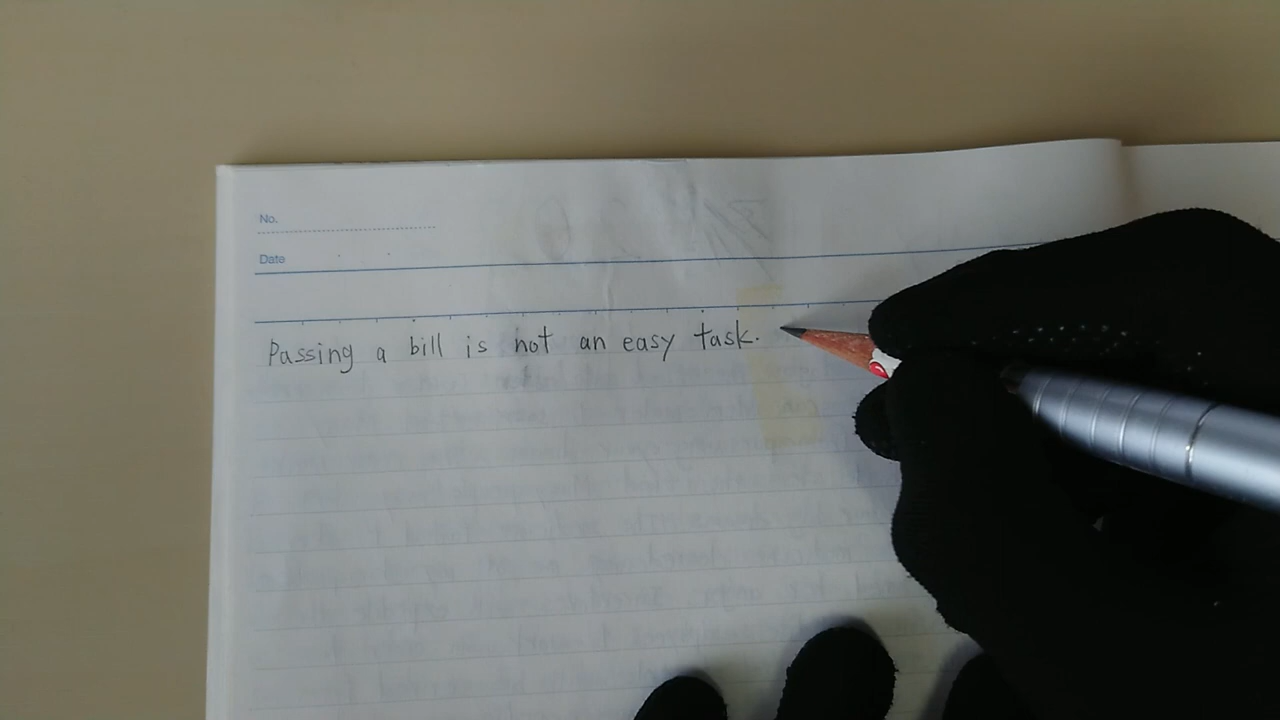 No.
Date
Passing a bill is not an easy task.